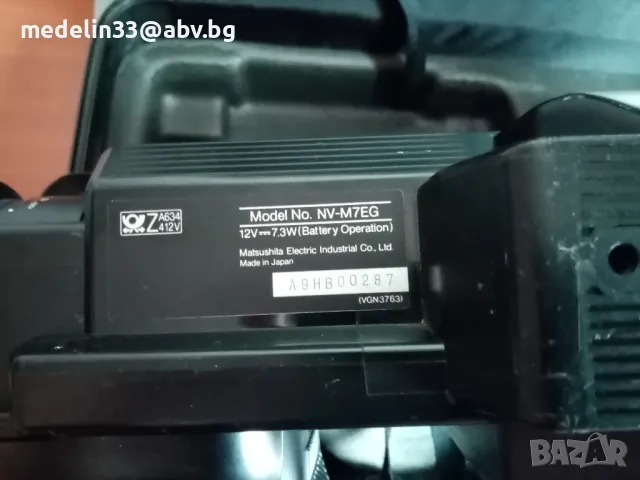 medelin33@abv.bg
Z A634
412V
Model No. NV-M7EG
12V⎓7.3W(Battery Operation)
Matsushita Electric Industrial Co., Ltd.
Made in Japan
A9HB00287
(VGN3763)
BAZAR